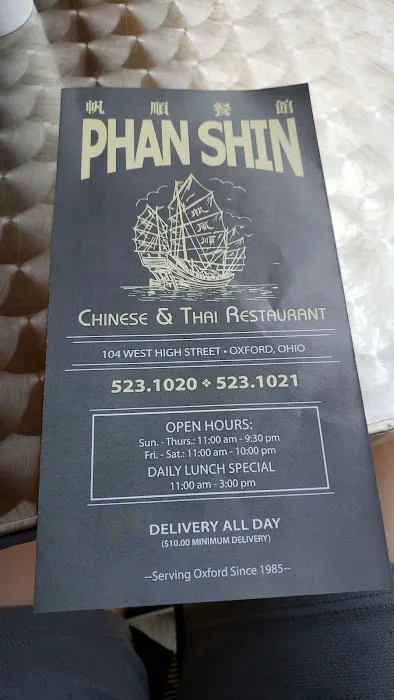 帆順餐館
PHAN SHIN
CHINESE & THAI RESTAURANT
104 WEST HIGH STREET • OXFORD, OHIO
523.1020 ❖ 523.1021
OPEN HOURS:
Sun. - Thurs.: 11:00 am - 9:30 pm
Fri. - Sat.: 11:00 am - 10:00 pm
DAILY LUNCH SPECIAL
11:00 am - 3:00 pm
DELIVERY ALL DAY
($10.00 MINIMUM DELIVERY)
--Serving Oxford Since 1985--